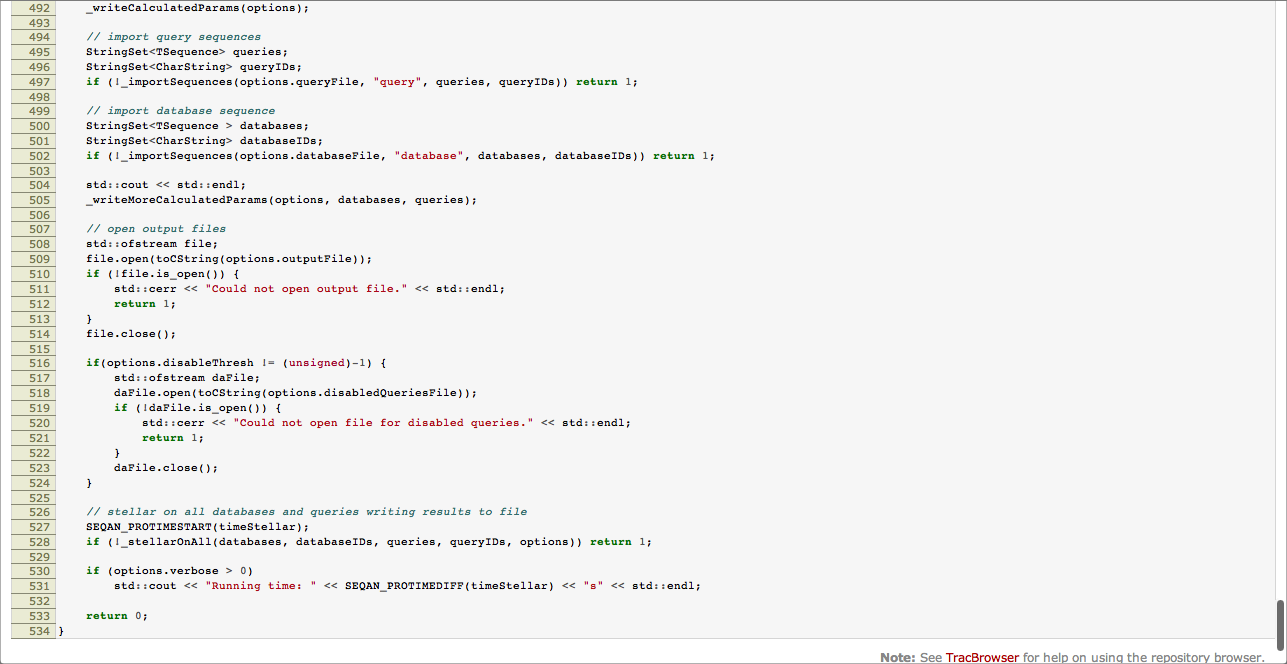 492 _writeCalculatedParams(options);
493
494 // import query sequences
495 StringSet<TSequence> queries;
496 StringSet<CharString> queryIDs;
497 if (!_importSequences(options.queryFile, "query", queries, queryIDs)) return 1;
498
499 // import database sequence
500 StringSet<TSequence > databases;
501 StringSet<CharString> databaseIDs;
502 if (!_importSequences(options.databaseFile, "database", databases, databaseIDs)) return 1;
503
504 std::cout << std::endl;
505 _writeMoreCalculatedParams(options, databases, queries);
506
507 // open output files
508 std::ofstream file;
509 file.open(toCString(options.outputFile));
510 if (!file.is_open()) {
511 std::cerr << "Could not open output file." << std::endl;
512 return 1;
513 }
514 file.close();
515
516 if(options.disableThresh != (unsigned)-1) {
517 std::ofstream daFile;
518 daFile.open(toCString(options.disabledQueriesFile));
519 if (!daFile.is_open()) {
520 std::cerr << "Could not open file for disabled queries." << std::endl;
521 return 1;
522 }
523 daFile.close();
524 }
525
526 // stellar on all databases and queries writing results to file
527 SEQAN_PROTIMESTART(timeStellar);
528 if (!_stellarOnAll(databases, databaseIDs, queries, queryIDs, options)) return 1;
529
530 if (options.verbose > 0)
531 std::cout << "Running time: " << SEQAN_PROTIMEDIFF(timeStellar) << "s" << std::endl;
532
533 return 0;
534 }
Note: See TracBrowser for help on using the repository browser.